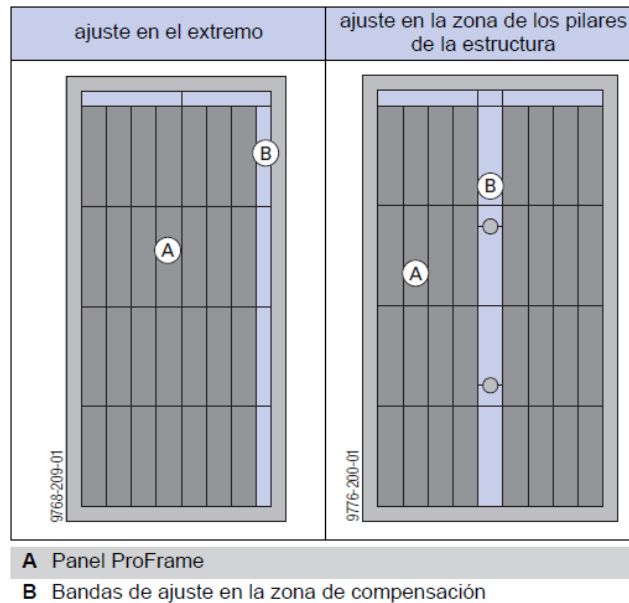 ajuste en el extremo
ajuste en la zona de los pilares
de la estructura
B
A
9768-209-01
B
A
9776-200-01
A Panel ProFrame
B Bandas de ajuste en la zona de compensación